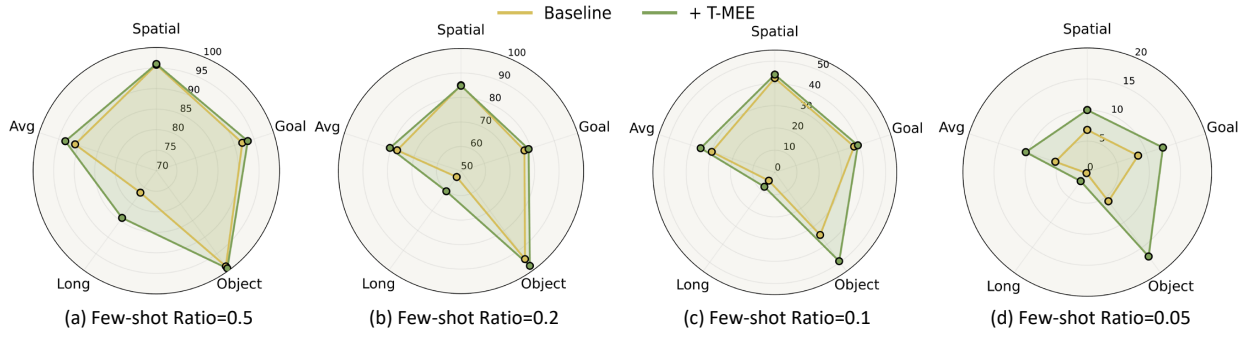 Baseline + T-MEE
Spatial
100
95
90
85
80
75
70
Goal
Avg
Long
Object
(a) Few-shot Ratio=0.5
Spatial
100
90
80
70
60
50
Goal
Avg
Long
Object
(b) Few-shot Ratio=0.2
Spatial
50
40
30
20
10
0
Goal
Avg
Long
Object
(c) Few-shot Ratio=0.1
Spatial
20
15
10
5
0
Goal
Avg
Long
Object
(d) Few-shot Ratio=0.05